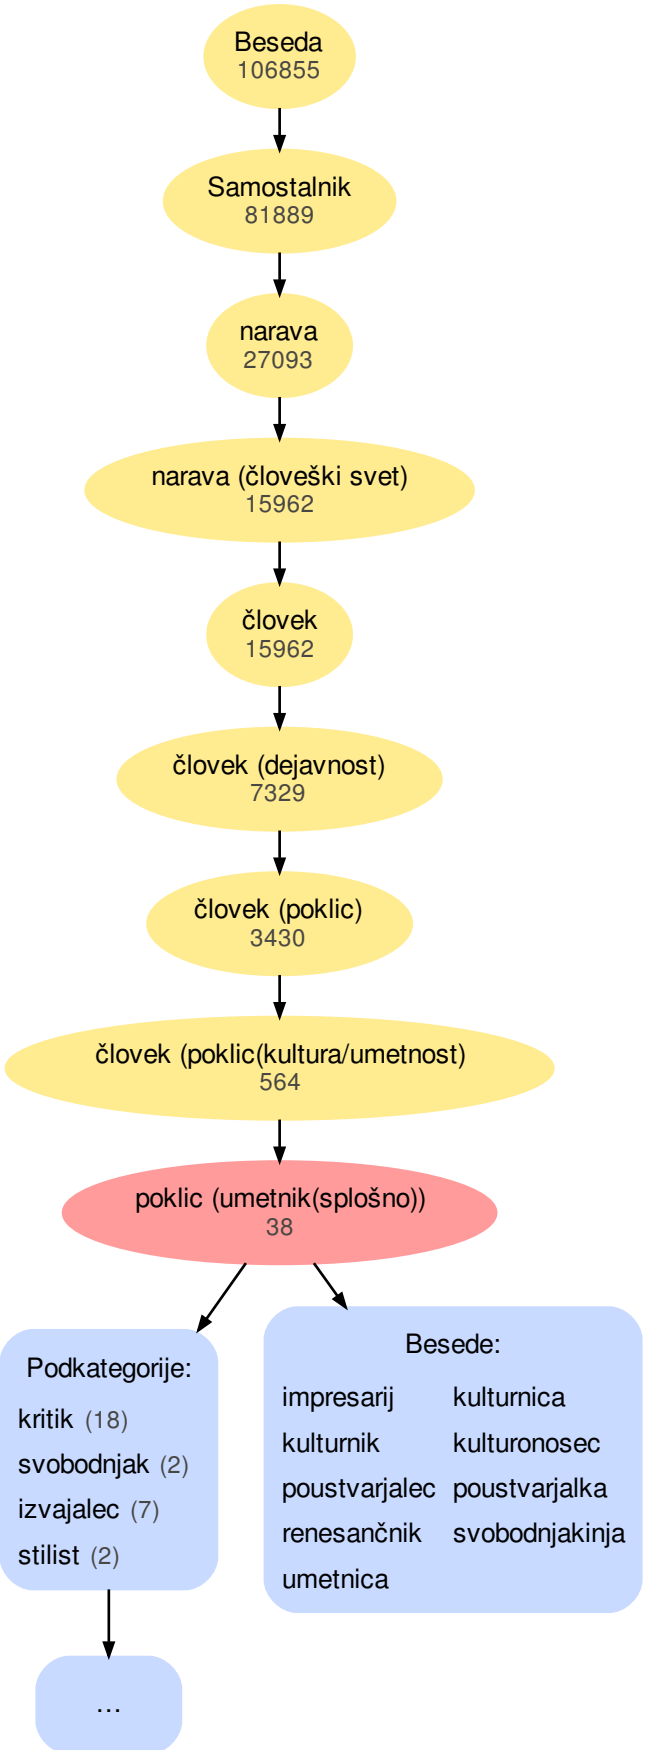 Beseda
106855
Samostalnik
81889
narava
27093
narava (človeški svet)
15962
človek
15962
človek (dejavnost)
7329
človek (poklic)
3430
človek (poklic(kultura/umetnost)
564
poklic (umetnik(splošno))
38
Podkategorije:
kritik (18)
svobodnjak (2)
izvajalec (7)
stilist (2)
...
Besede:
impresarij kulturnica
kulturnik kulturonosec
poustvarjalec poustvarjalka
renesančnik svobodnjakinja
umetnica